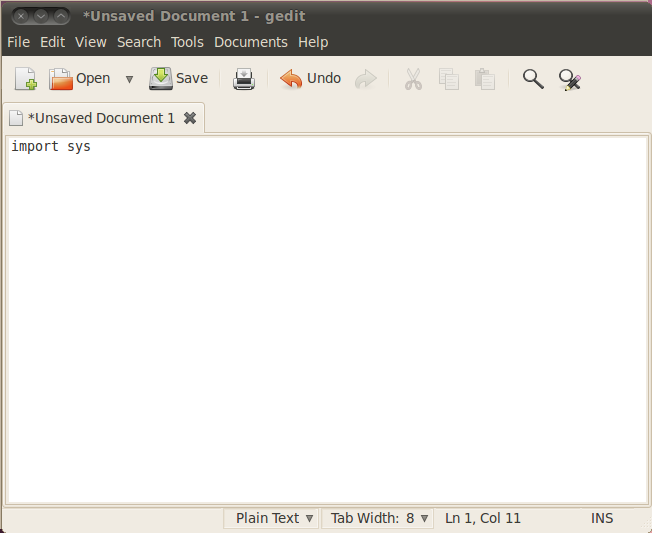 *Unsaved Document 1 - gedit
File Edit View Search Tools Documents Help
Open Save Undo
*Unsaved Document 1
import sys
Plain Text Tab Width: 8 Ln 1, Col 11 INS